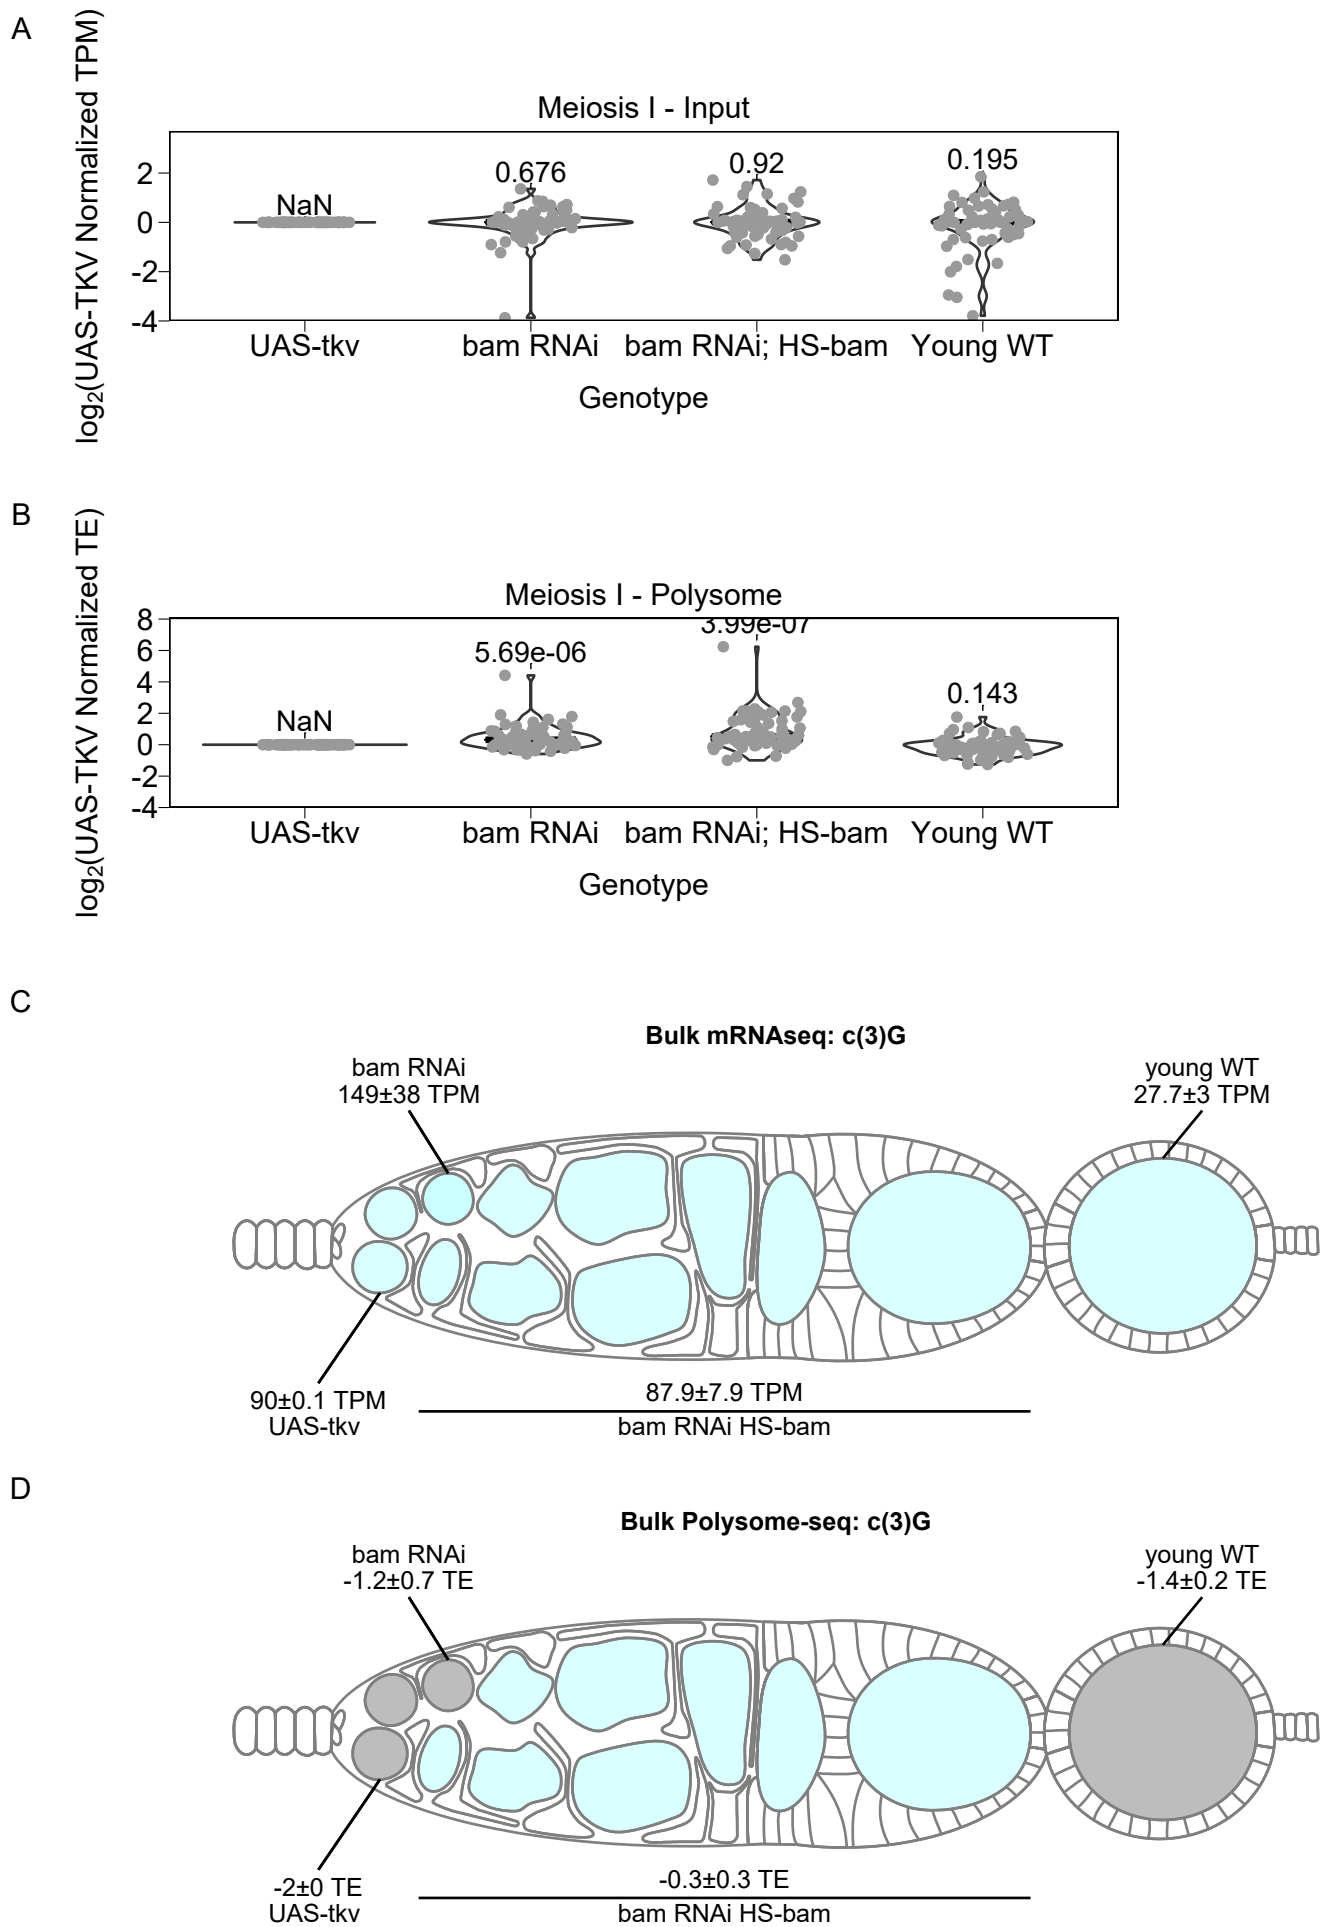 A
log₂(UAS-TKV Normalized TPM)
Meiosis I - Input
2
0
-2
-4
NaN
0.676
0.92
0.195
UAS-tkv
bam RNAi
bam RNAi; HS-bam
Young WT
Genotype
B
log₂(UAS-TKV Normalized TE)
Meiosis I - Polysome
8
6
4
2
0
-2
-4
NaN
5.69e-06
3.99e-07
0.143
UAS-tkv
bam RNAi
bam RNAi; HS-bam
Young WT
Genotype
C
Bulk mRNAseq: c(3)G
bam RNAi
149±38 TPM
young WT
27.7±3 TPM
90±0.1 TPM
UAS-tkv
87.9±7.9 TPM
bam RNAi HS-bam
D
Bulk Polysome-seq: c(3)G
bam RNAi
-1.2±0.7 TE
young WT
-1.4±0.2 TE
-2±0 TE
UAS-tkv
-0.3±0.3 TE
bam RNAi HS-bam